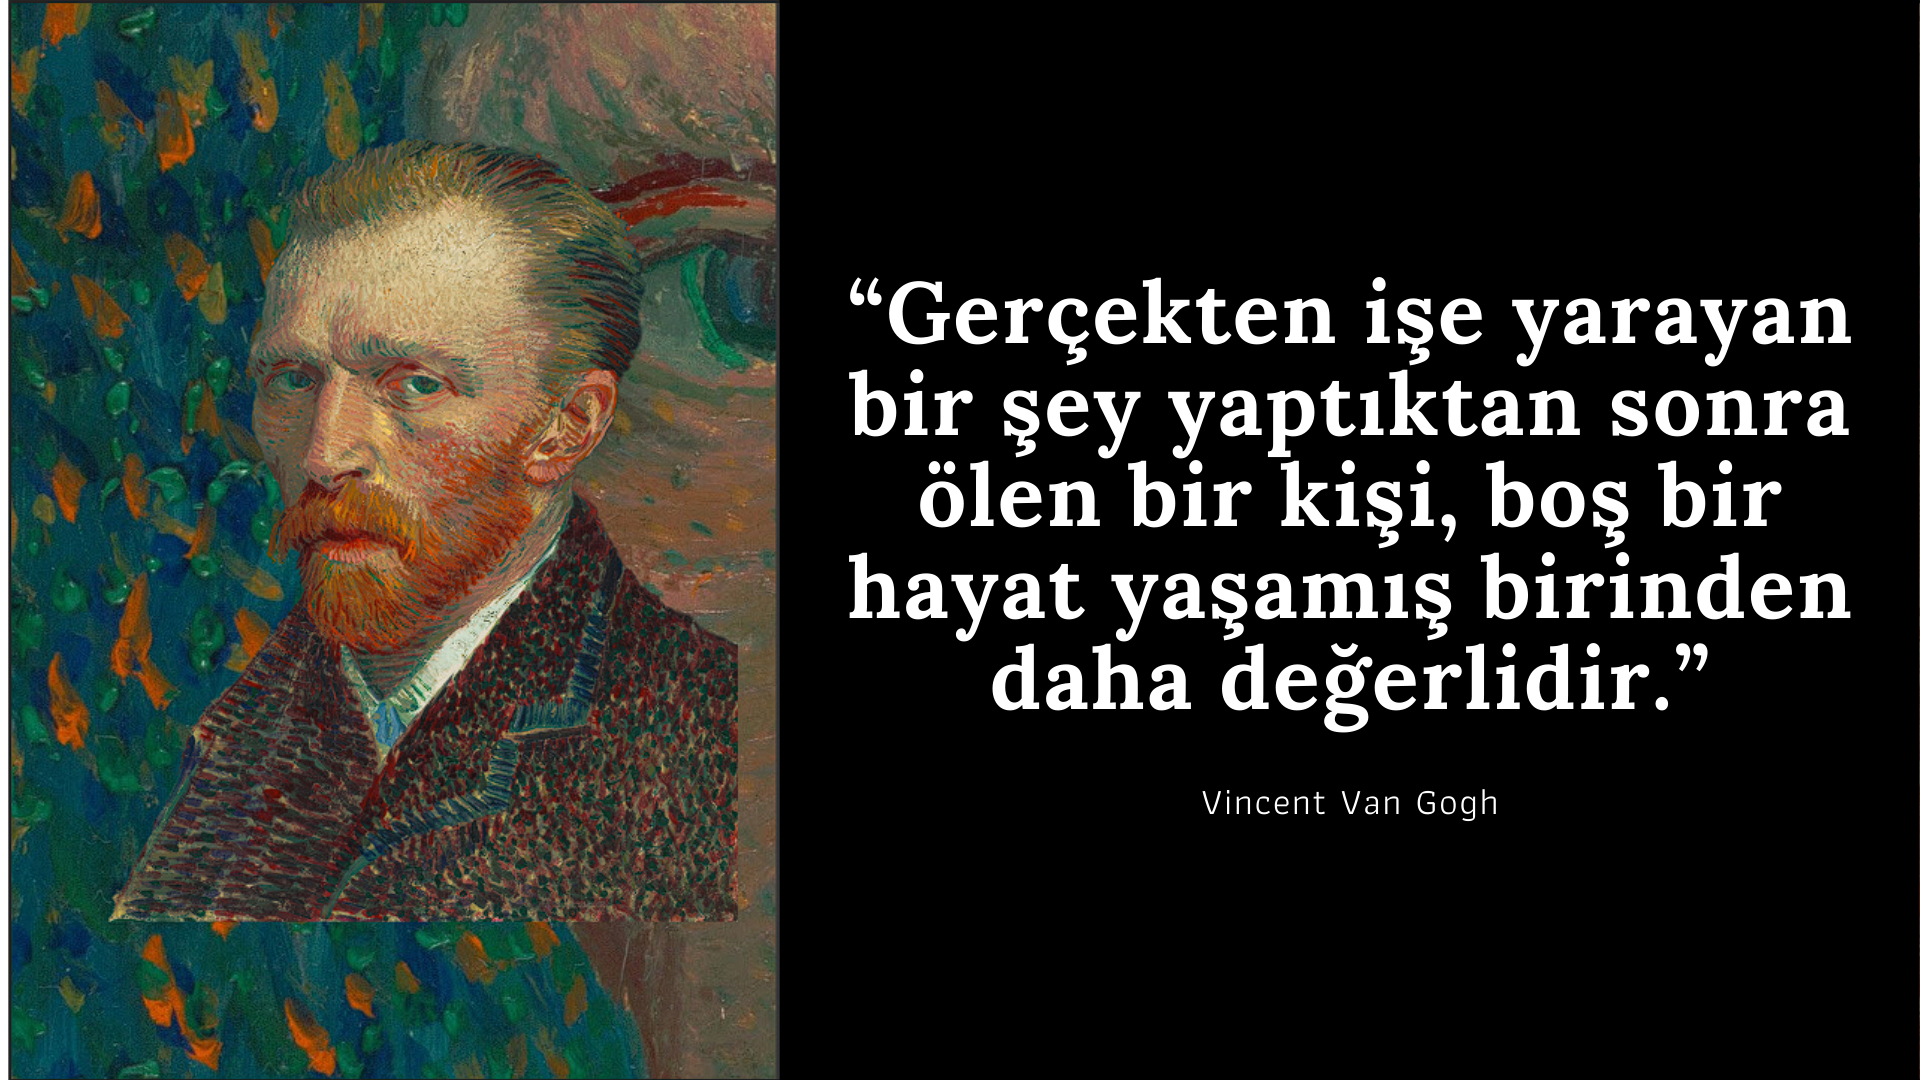 “Gerçekten işe yarayan
bir şey yaptıktan sonra
ölen bir kişi, boş bir
hayat yaşamış birinden
daha değerlidir.”
Vincent Van Gogh